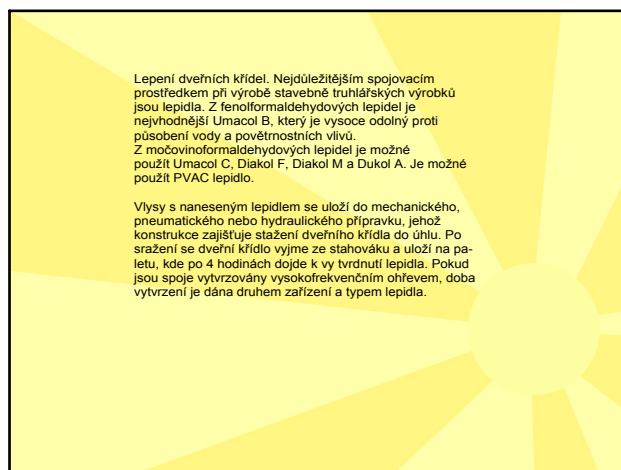 Lepení dveřních křídel. Nejdůležitějším spojovacím
prostředkem při výrobě stavebně truhlářských výrobků
jsou lepidla. Z fenolformaldehydových lepidel je
nejvhodnější Umacol B, který je vysoce odolný proti
působení vody a povětrnostních vlivů.
Z močovinoformaldehydových lepidel je možné
použít Umacol C, Diakol F, Diakol M a Dukol A. Je možné
použít PVAC lepidlo.
Vlysy s naneseným lepidlem se uloží do mechanického,
pneumatického nebo hydraulického přípravku, jehož
konstrukce zajišťuje stažení dveřního křídla do úhlu. Po
sražení se dveřní křídlo vyjme ze stahováku a uloží na pa-
letu, kde po 4 hodinách dojde k vy tvrdnutí lepidla. Pokud
jsou spoje vytvrzovány vysokofrekvenčním ohřevem, doba
vytvrzení je dána druhem zařízení a typem lepidla.